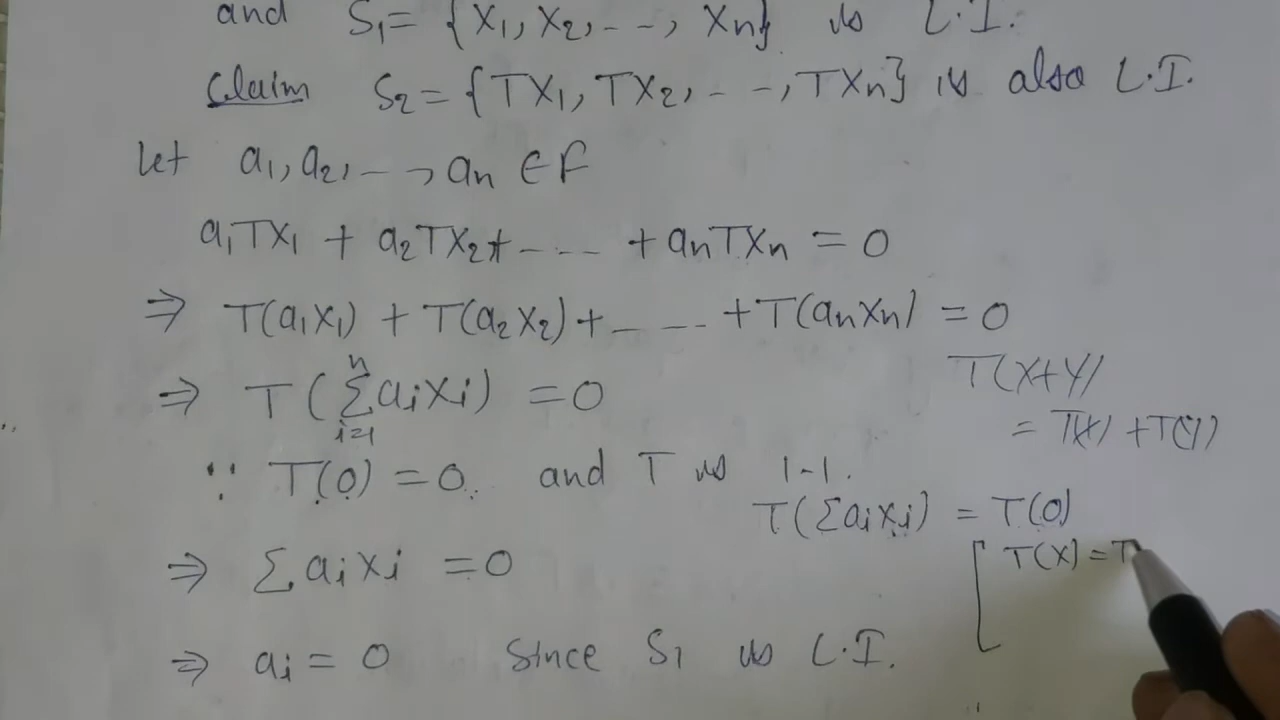 and S₁ = {x₁, x₂, - - -, xn} is L.I.
Claim S₂ = {Tx₁, Tx₂, - - -, Txn} is also L.I.
Let a₁, a₂, - - -, an ∈ F
a₁Tx₁ + a₂Tx₂ + - - - - + anTxn = 0
⇒ T(a₁x₁) + T(a₂x₂) + - - - - + T(anxn) = 0
⇒ T(∑ⁿᵢ₌₁ aᵢxᵢ) = 0
T(x+y)
= T(x) + T(y)
∵ T(0) = 0. and T is 1-1.
T(∑aᵢxᵢ) = T(0)
⇒ ∑aᵢxᵢ = 0
[ T(x) = T
⇒ aᵢ = 0 Since S₁ is L.I.